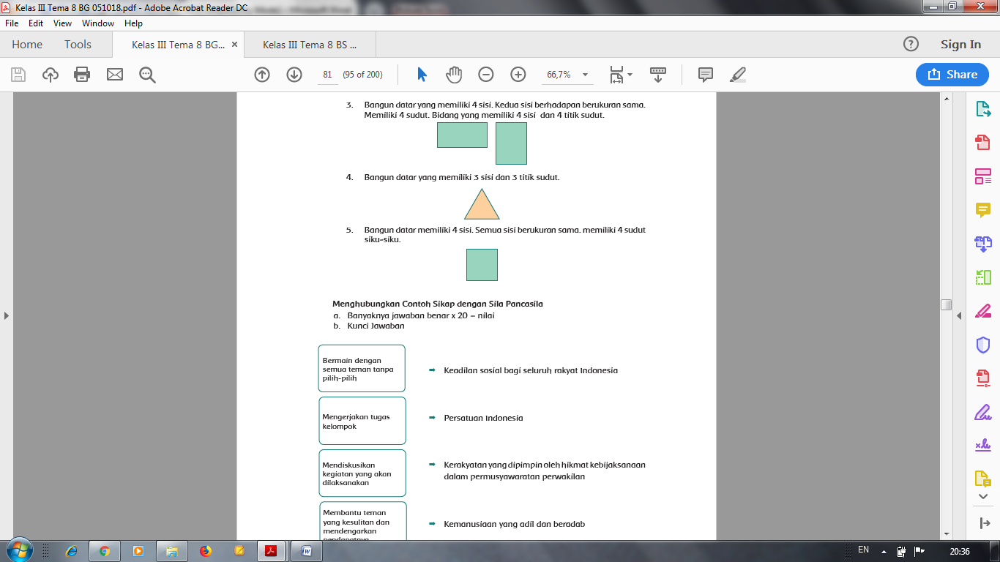 Kelas III Tema 8 BG 051018.pdf - Adobe Acrobat Reader DC
File Edit View Window Help
Home Tools Kelas III Tema 8 BG... × Kelas III Tema 8 BS ... Sign In
81 (95 of 200) 66,7% Share
3. Bangun datar yang memiliki 4 sisi. Kedua sisi berhadapan berukuran sama.
Memiliki 4 sudut. Bidang yang memiliki 4 sisi dan 4 titik sudut.
4. Bangun datar yang memiliki 3 sisi dan 3 titik sudut.
5. Bangun datar memiliki 4 sisi. Semua sisi berukuran sama. memiliki 4 sudut
siku-siku.
Menghubungkan Contoh Sikap dengan Sila Pancasila
a. Banyaknya jawaban benar x 20 – nilai
b. Kunci Jawaban
Bermain dengan
semua teman tanpa
pilih-pilih
➡ Keadilan sosial bagi seluruh rakyat Indonesia
Mengerjakan tugas
kelompok
➡ Persatuan Indonesia
Mendiskusikan
kegiatan yang akan
dilaksanakan
➡ Kerakyatan yang dipimpin oleh hikmat kebijaksanaan
dalam permusyawaratan perwakilan
Membantu teman
yang kesulitan dan
mendengarkan
pendapatnya
➡ Kemanusiaan yang adil dan beradab
EN 20:36